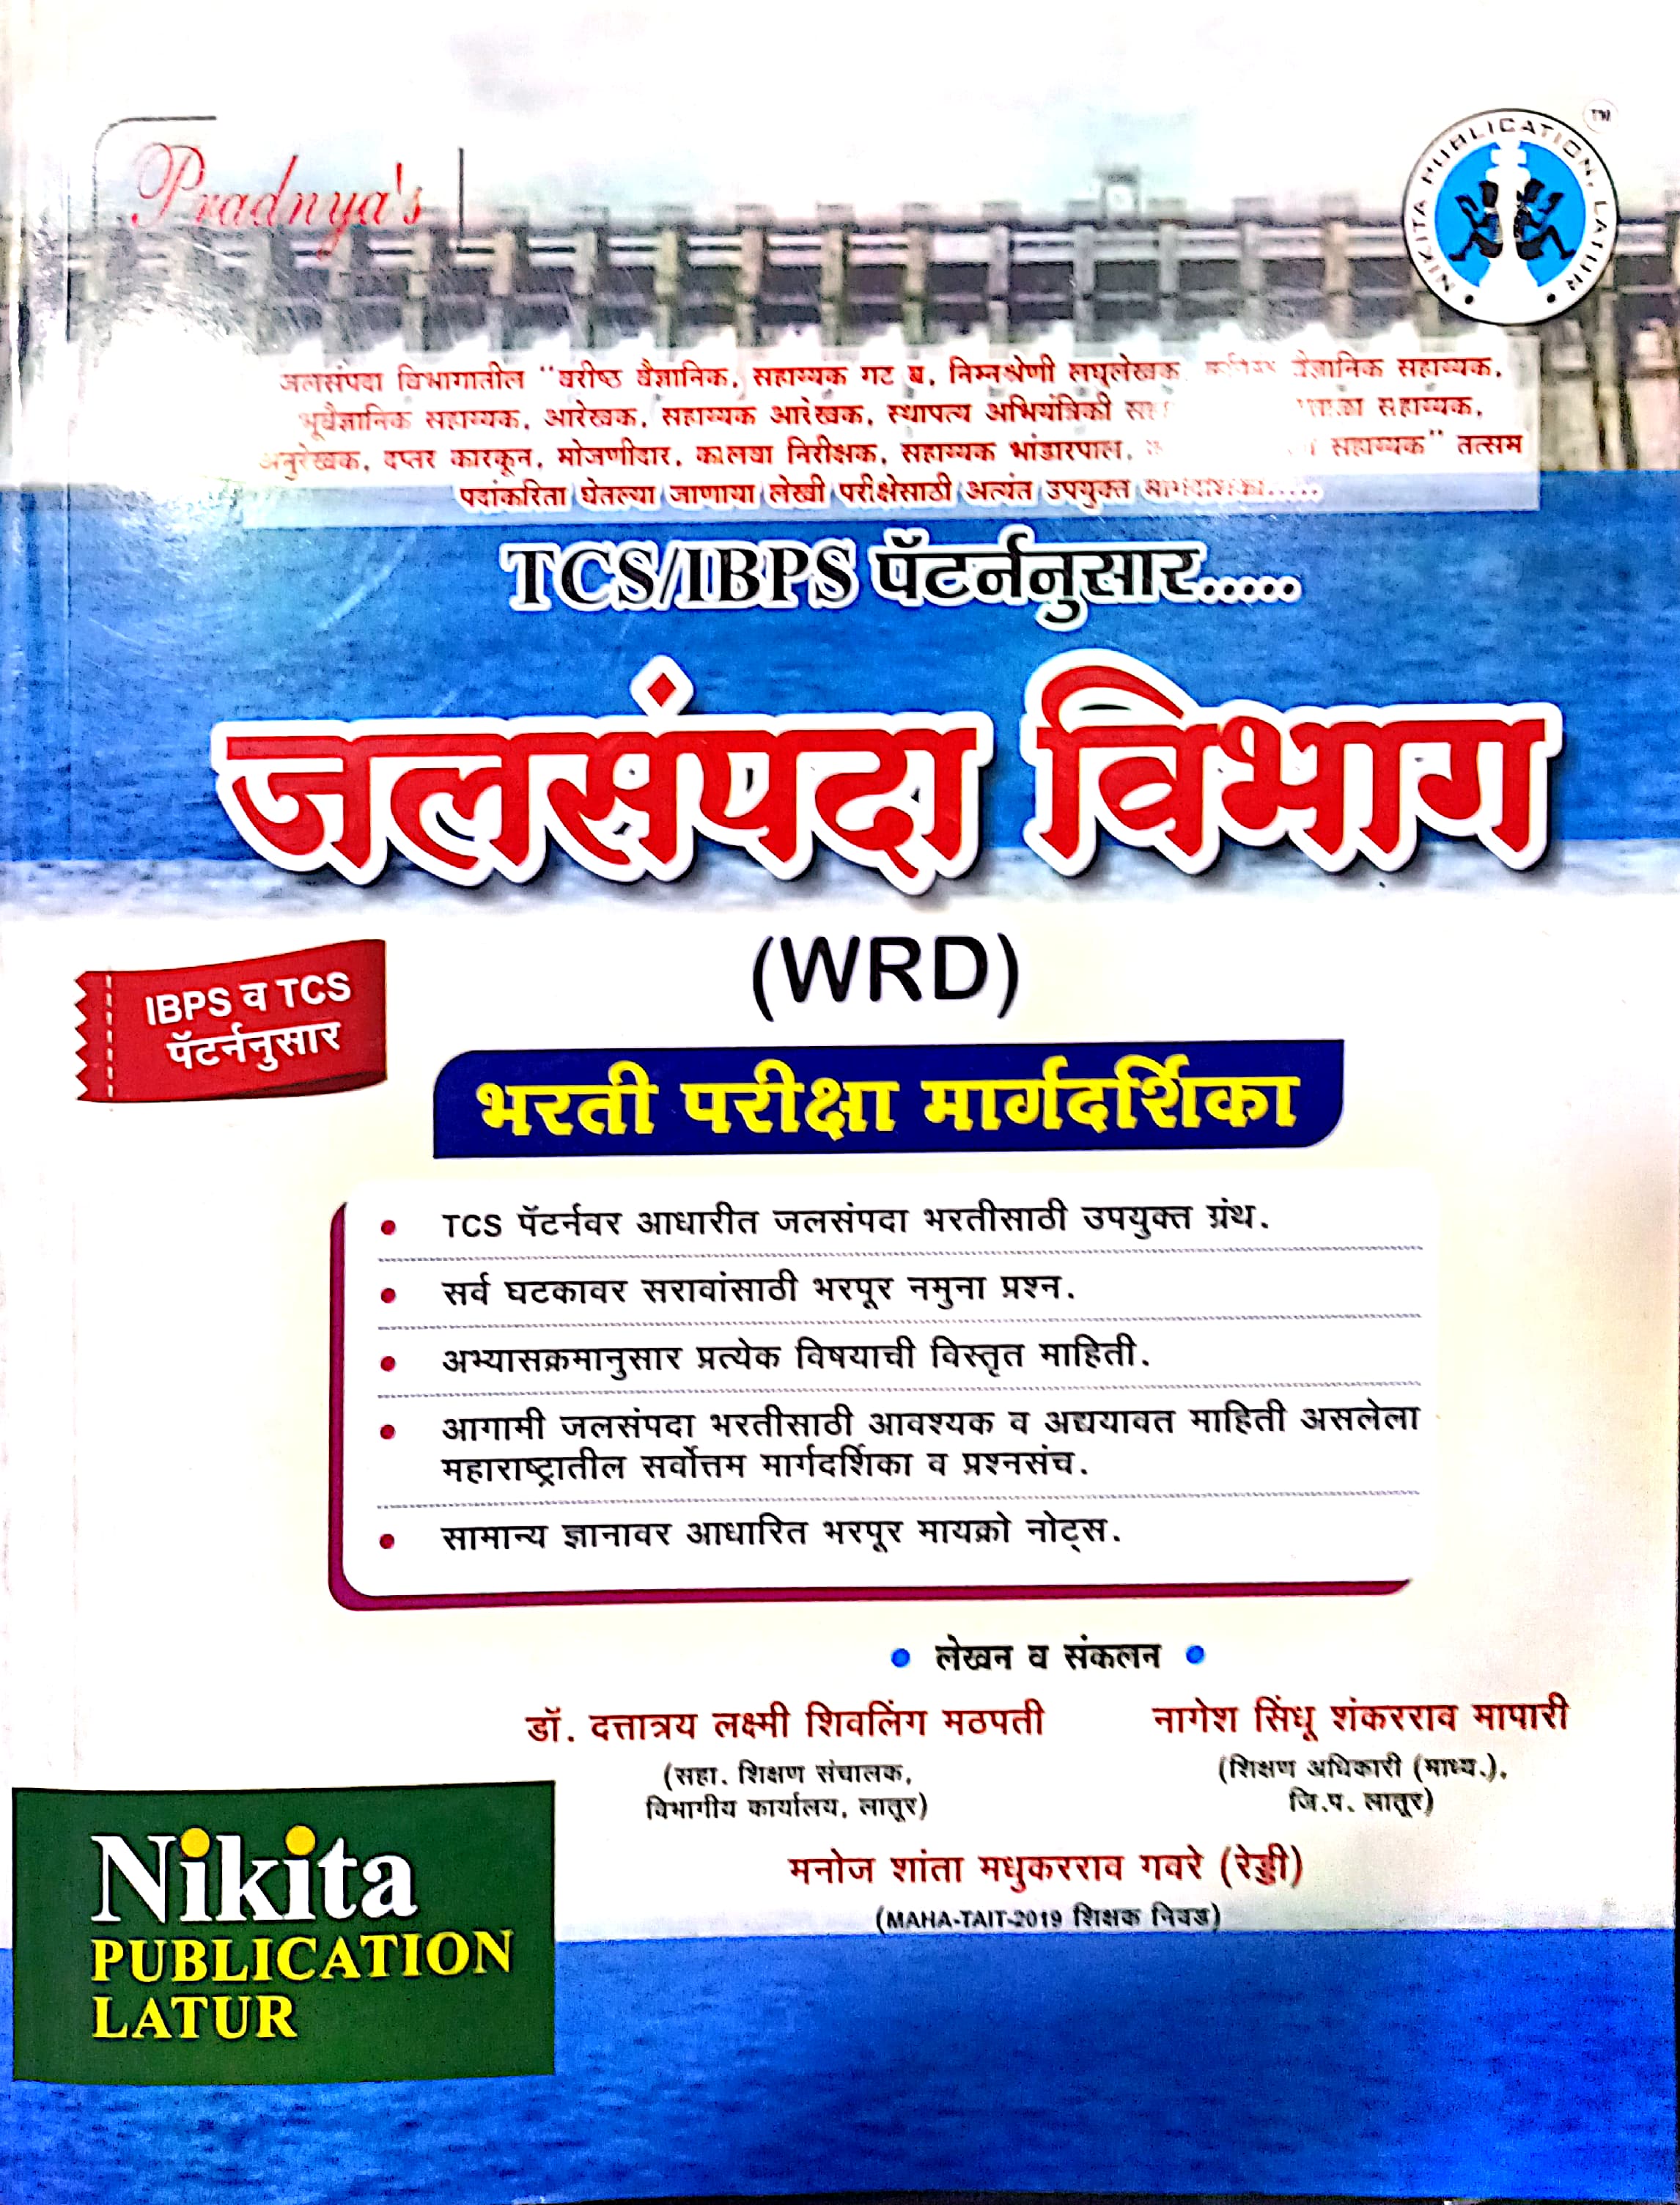 Pradnya's
NIKITA PUBLICATION, LATUR
TM
जलसंपदा विभागातील "वरीष्ठ वैज्ञानिक, सहाय्यक गट ब, निम्नश्रेणी लघुलेखक, वैज्ञानिक सहाय्यक,
भूवैज्ञानिक सहाय्यक, आरेखक, सहाय्यक आरेखक, स्थापत्य अभियंत्रिकी सहाय्यक,
अनुरेखक, दप्तर कारकून, मोजणीदार, कालवा निरीक्षक, सहाय्यक भांडारपाल, सहाय्यक" तत्सम
पदांकरिता घेतल्या जाणाया लेखी परीक्षेसाठी अत्यंत उपयुक्त मार्गदर्शिका.....
TCS/IBPS पॅटर्ननुसार.....
जलसंपदा विभाग
(WRD)
IBPS व TCS
पॅटर्ननुसार
भरती परीक्षा मार्गदर्शिका
• TCS पॅटर्नवर आधारीत जलसंपदा भरतीसाठी उपयुक्त ग्रंथ.
• सर्व घटकावर सरावांसाठी भरपूर नमुना प्रश्न.
• अभ्यासक्रमानुसार प्रत्येक विषयाची विस्तृत माहिती.
• आगामी जलसंपदा भरतीसाठी आवश्यक व अद्ययावत माहिती असलेला
महाराष्ट्रातील सर्वोत्तम मार्गदर्शिका व प्रश्नसंच.
• सामान्य ज्ञानावर आधारित भरपूर मायक्रो नोट्स.
• लेखन व संकलन •
डॉ. दत्तात्रय लक्ष्मी शिवलिंग मठपती
(सहा. शिक्षण संचालक,
विभागीय कार्यालय, लातूर)
नागेश सिंधू शंकरराव मापारी
(शिक्षण अधिकारी (माध्य.),
जि.प. लातूर)
मनोज शांता मधुकरराव गवरे (रेड्डी)
(MAHA-TAIT-2019 शिक्षक निवड)
Nikita
PUBLICATION
LATUR